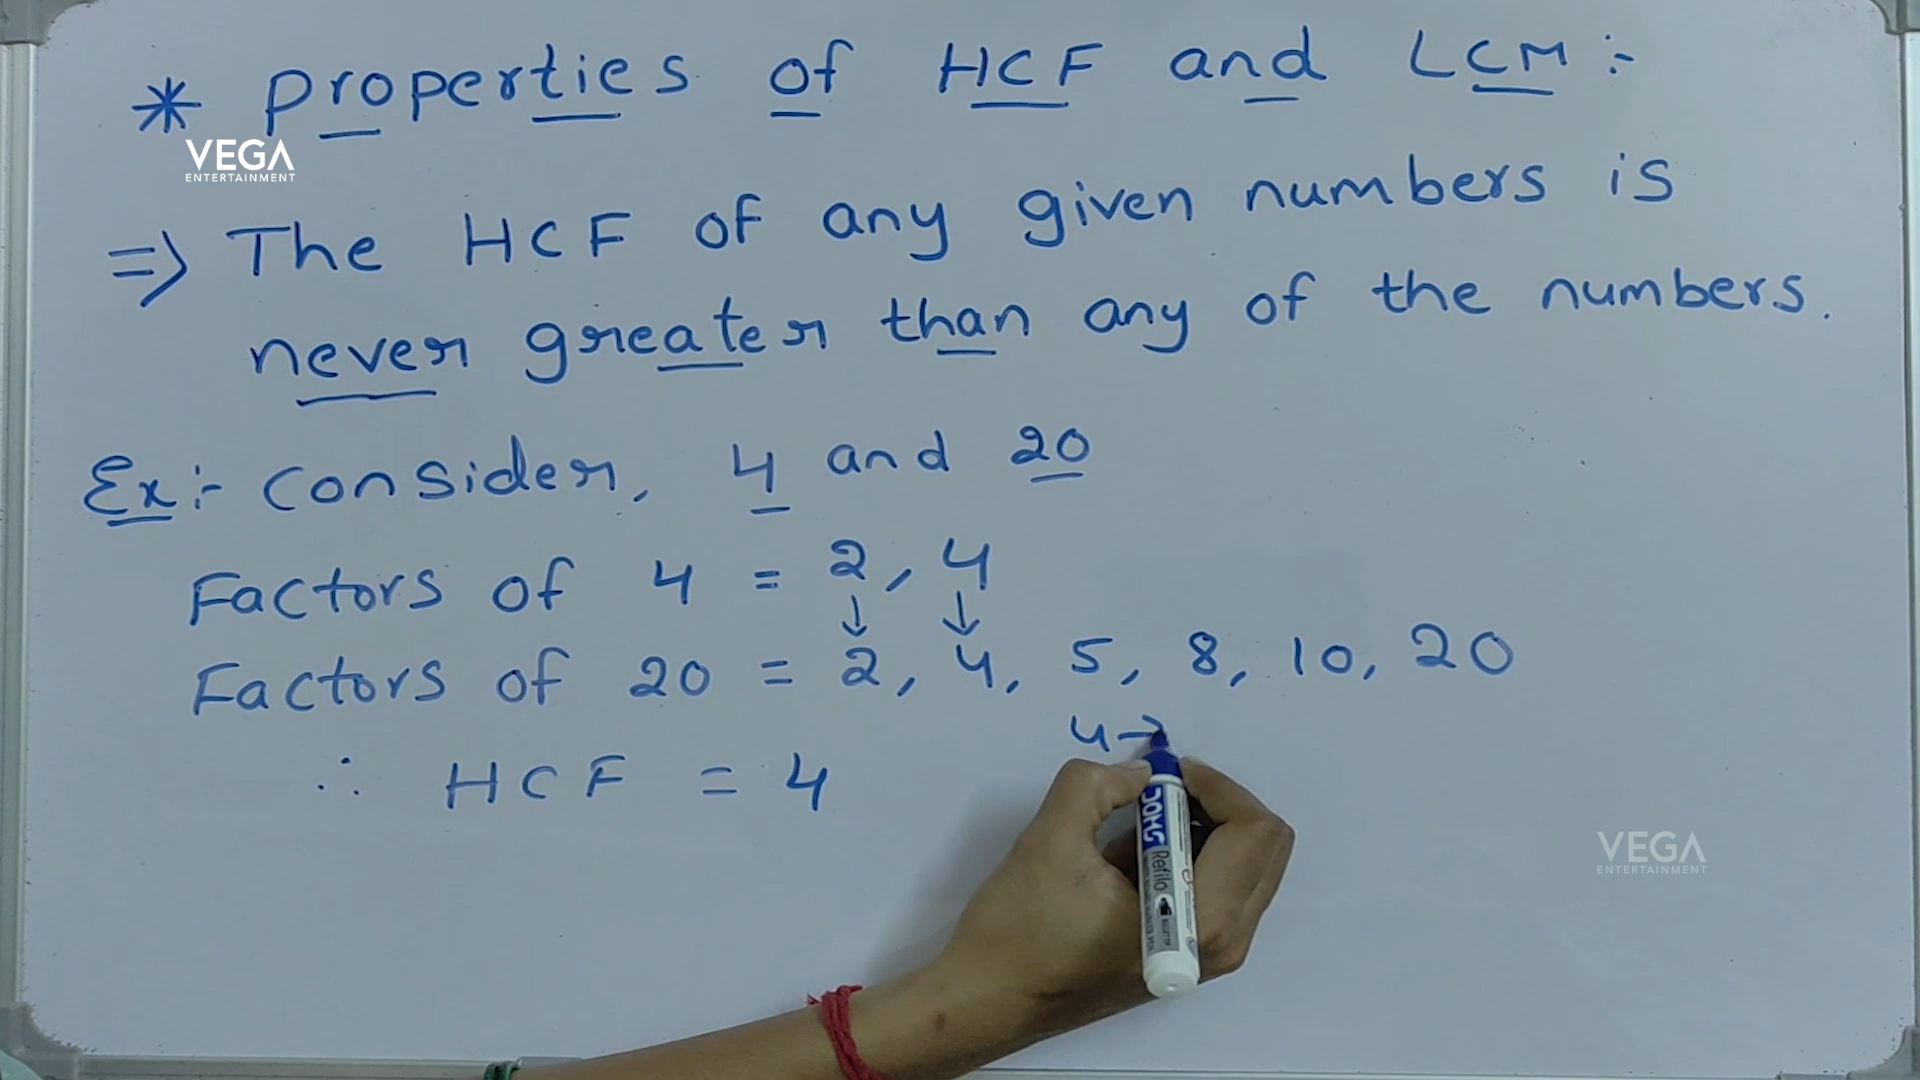 * Properties of HCF and LCM :-
VEGA
ENTERTAINMENT
=> The HCF of any given numbers is
never greater than any of the numbers.
Ex:- consider, 4 and 20
Factors of 4 = 2, 4
↓ ↓
Factors of 20 = 2, 4, 5, 8, 10, 20
4 →
∴ HCF = 4
DOMS
Refilo
VEGA
ENTERTAINMENT